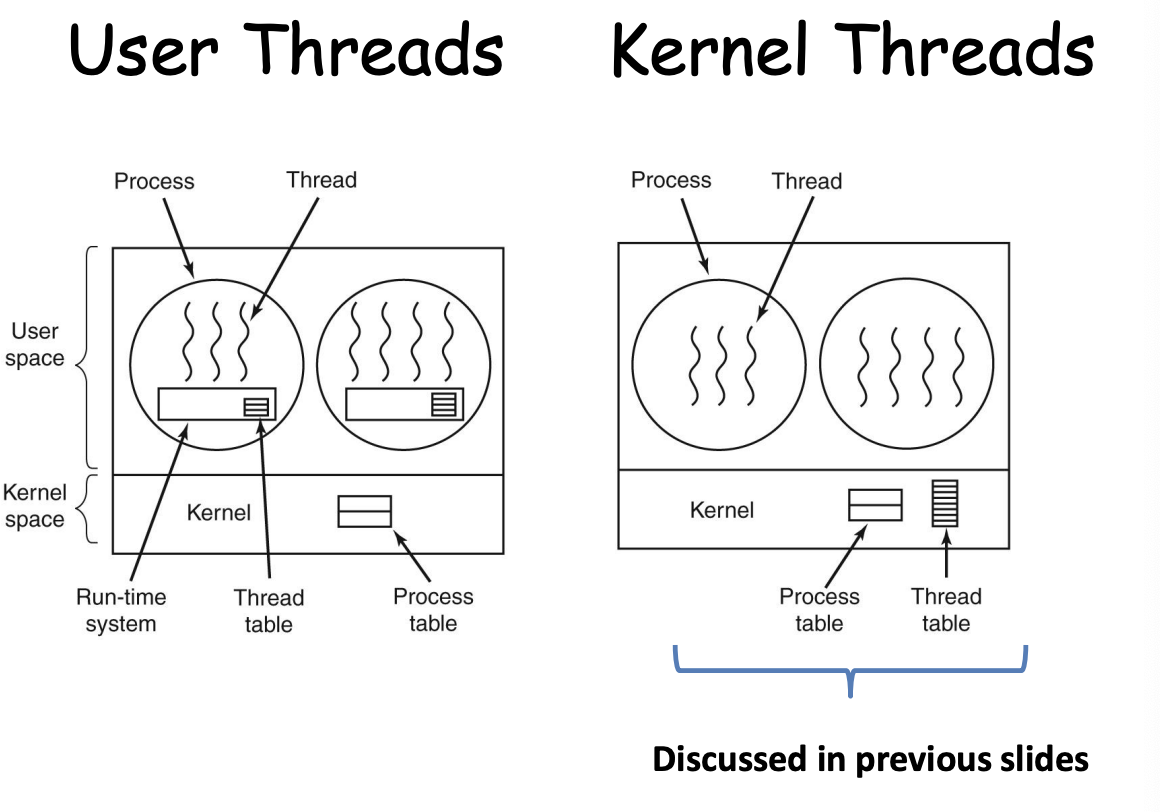 User Threads
Kernel Threads
Process
Thread
Process
Thread
User
space
Kernel
space
Kernel
Kernel
Run-time
system
Thread
table
Process
table
Process
table
Thread
table
Discussed in previous slides